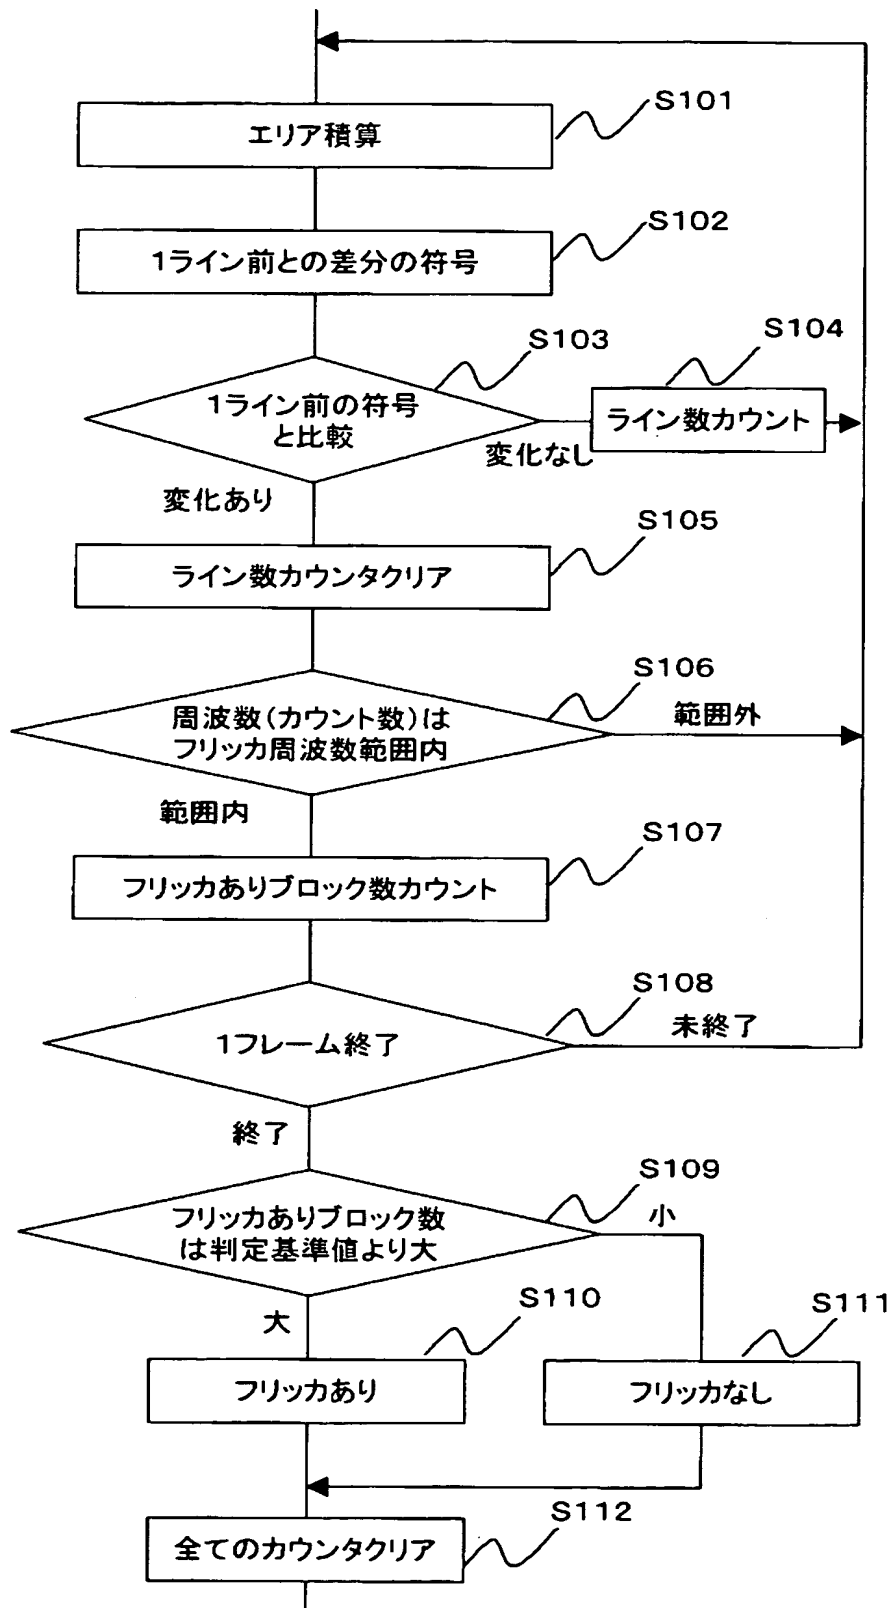 S101
エリア積算
S102
1ライン前との差分の符号
S103
S104
1ライン前の符号
と比較
ライン数カウント
変化なし
変化あり
S105
ライン数カウンタクリア
S106
周波数(カウント数)は
フリッカ周波数範囲内
範囲外
範囲内
S107
フリッカありブロック数カウント
S108
1フレーム終了
未終了
終了
S109
フリッカありブロック数
は判定基準値より大
小
大
S110
S111
フリッカあり
フリッカなし
S112
全てのカウンタクリア